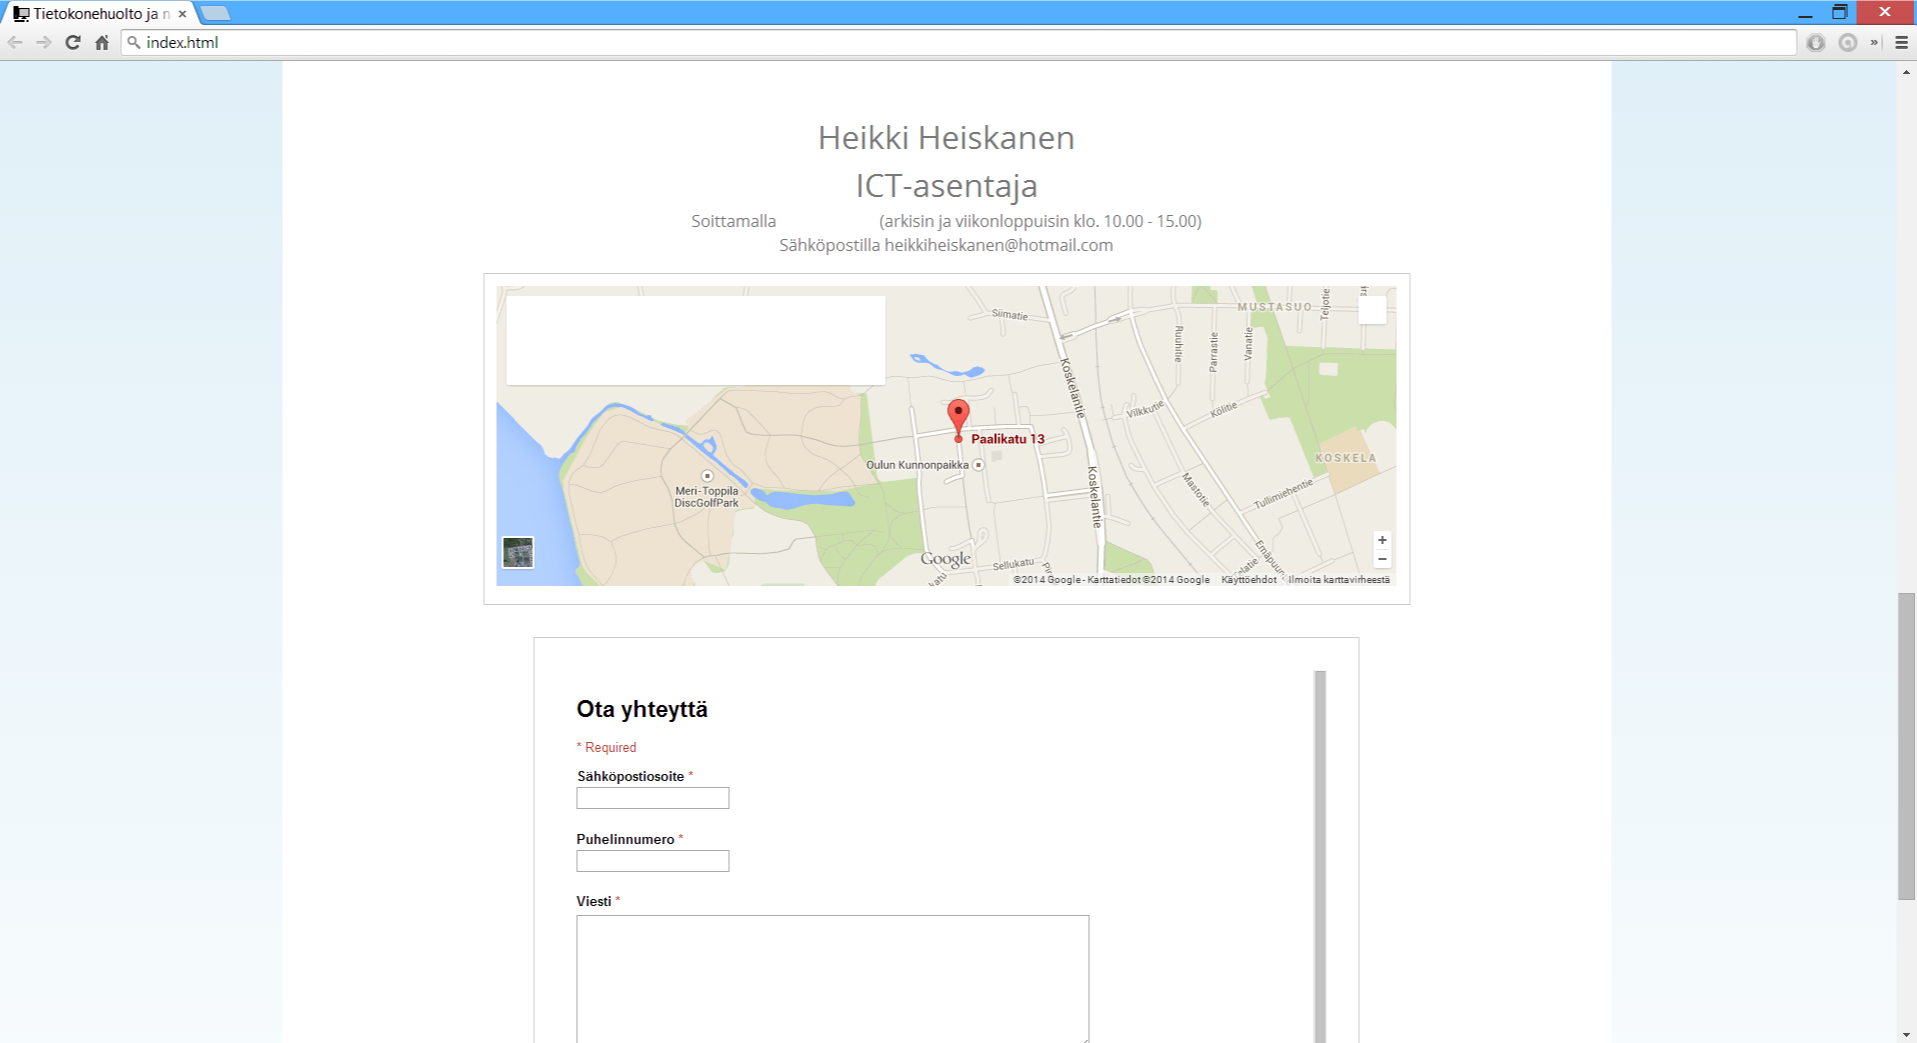 Tietokonehuolto ja n
index.html
Heikki Heiskanen
ICT-asentaja
Soittamalla (arkisin ja viikonloppuisin klo. 10.00 - 15.00)
Sähköpostilla heikkiheiskanen@hotmail.com
MUSTASUO
Siimatie
Teljotie
Ruuhitie
Parrastie
Vanatie
Koskelantie
Vilkkutie
Kölitie
Paalikatu 13
Oulun Kunnonpaikka
KOSKELA
Meri-Toppila
DiscGolfPark
Koskelantie
Mastotie
Tullimiehentie
Google
Sellukatu
©2014 Google - Karttatiedot ©2014 Google Käyttöehdot Ilmoita karttavirheestä
Ota yhteyttä
* Required
Sähköpostiosoite *
Puhelinnumero *
Viesti *